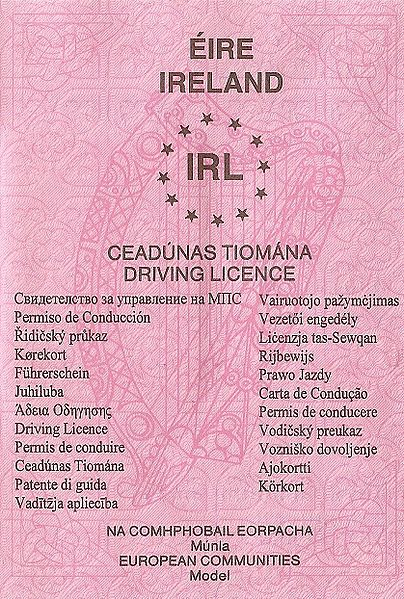 ÉIRE
IRELAND
IRL
CEADÚNAS TIOMÁNA
DRIVING LICENCE
Свидетелство за управление на МПС
Permiso de Conducción
Řidičský průkaz
Kørekort
Führerschein
Juhiluba
Άδεια Οδήγησης
Driving Licence
Permis de conduire
Ceadúnas Tiomána
Patente di guida
Vadītžja apliecība
Vairuotojo pažymėjimas
Vezetői engedély
Liċenzja tas-Sewqan
Rijbewijs
Prawo Jazdy
Carta de Condução
Permis de conducere
Vodičský preukaz
Vozniško dovoljenje
Ajokortti
Körkort
NA COMHPHOBAIL EORPACHA
Múnla
EUROPEAN COMMUNITIES
Model